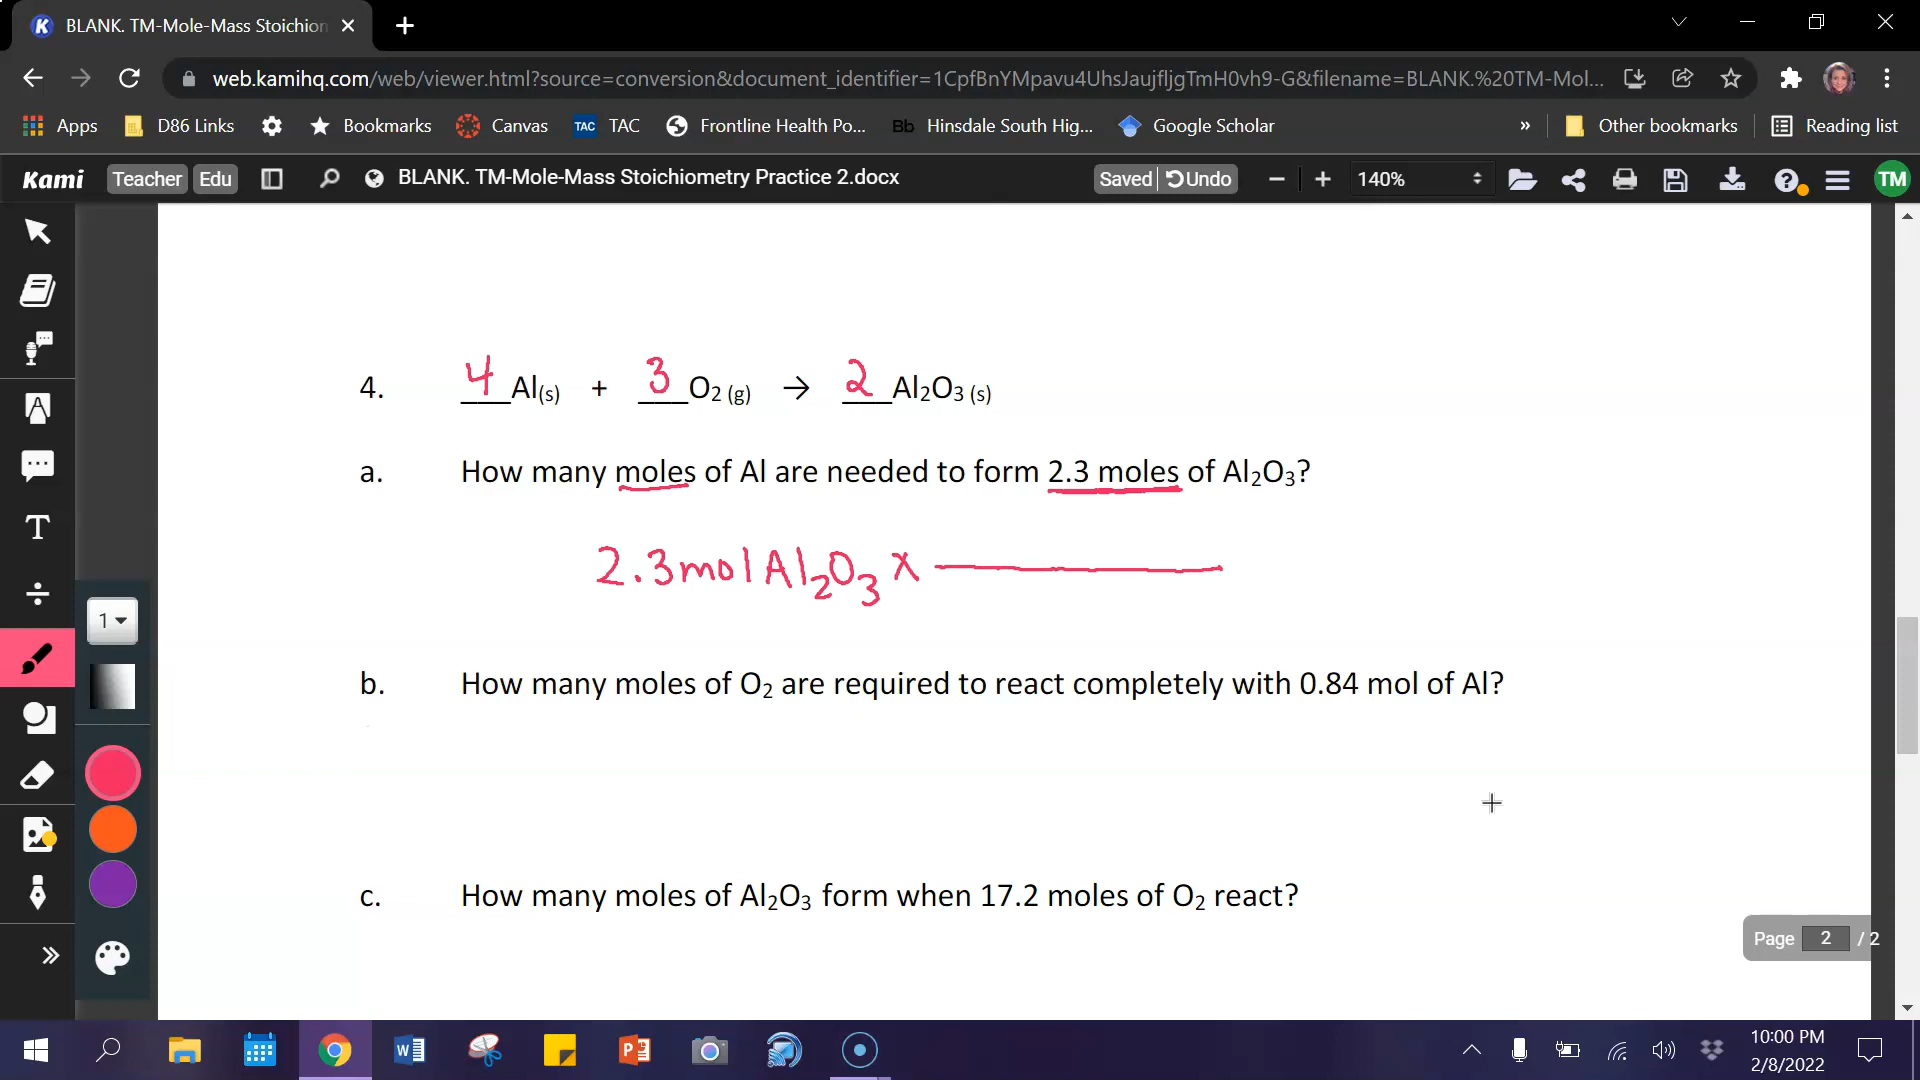 BLANK. TM-Mole-Mass Stoichion
web.kamihq.com/web/viewer.html?source=conversion&document_identifier=1CpfBnYMpavu4UhsJaujfljgTmH0vh9-G&filename=BLANK.%20TM-Mol...
Apps D86 Links Bookmarks Canvas TAC TAC Frontline Health Po... Bb Hinsdale South Hig... Google Scholar » Other bookmarks Reading list
Kami Teacher Edu BLANK. TM-Mole-Mass Stoichiometry Practice 2.docx Saved Undo 140% TM
4. 4 Al(s) + 3 O2 (g) → 2 Al2O3 (s)
a. How many moles of Al are needed to form 2.3 moles of Al2O3?
2.3 mol Al2O3 x
1
b. How many moles of O2 are required to react completely with 0.84 mol of Al?
c. How many moles of Al2O3 form when 17.2 moles of O2 react?
Page 2 / 2
10:00 PM
2/8/2022